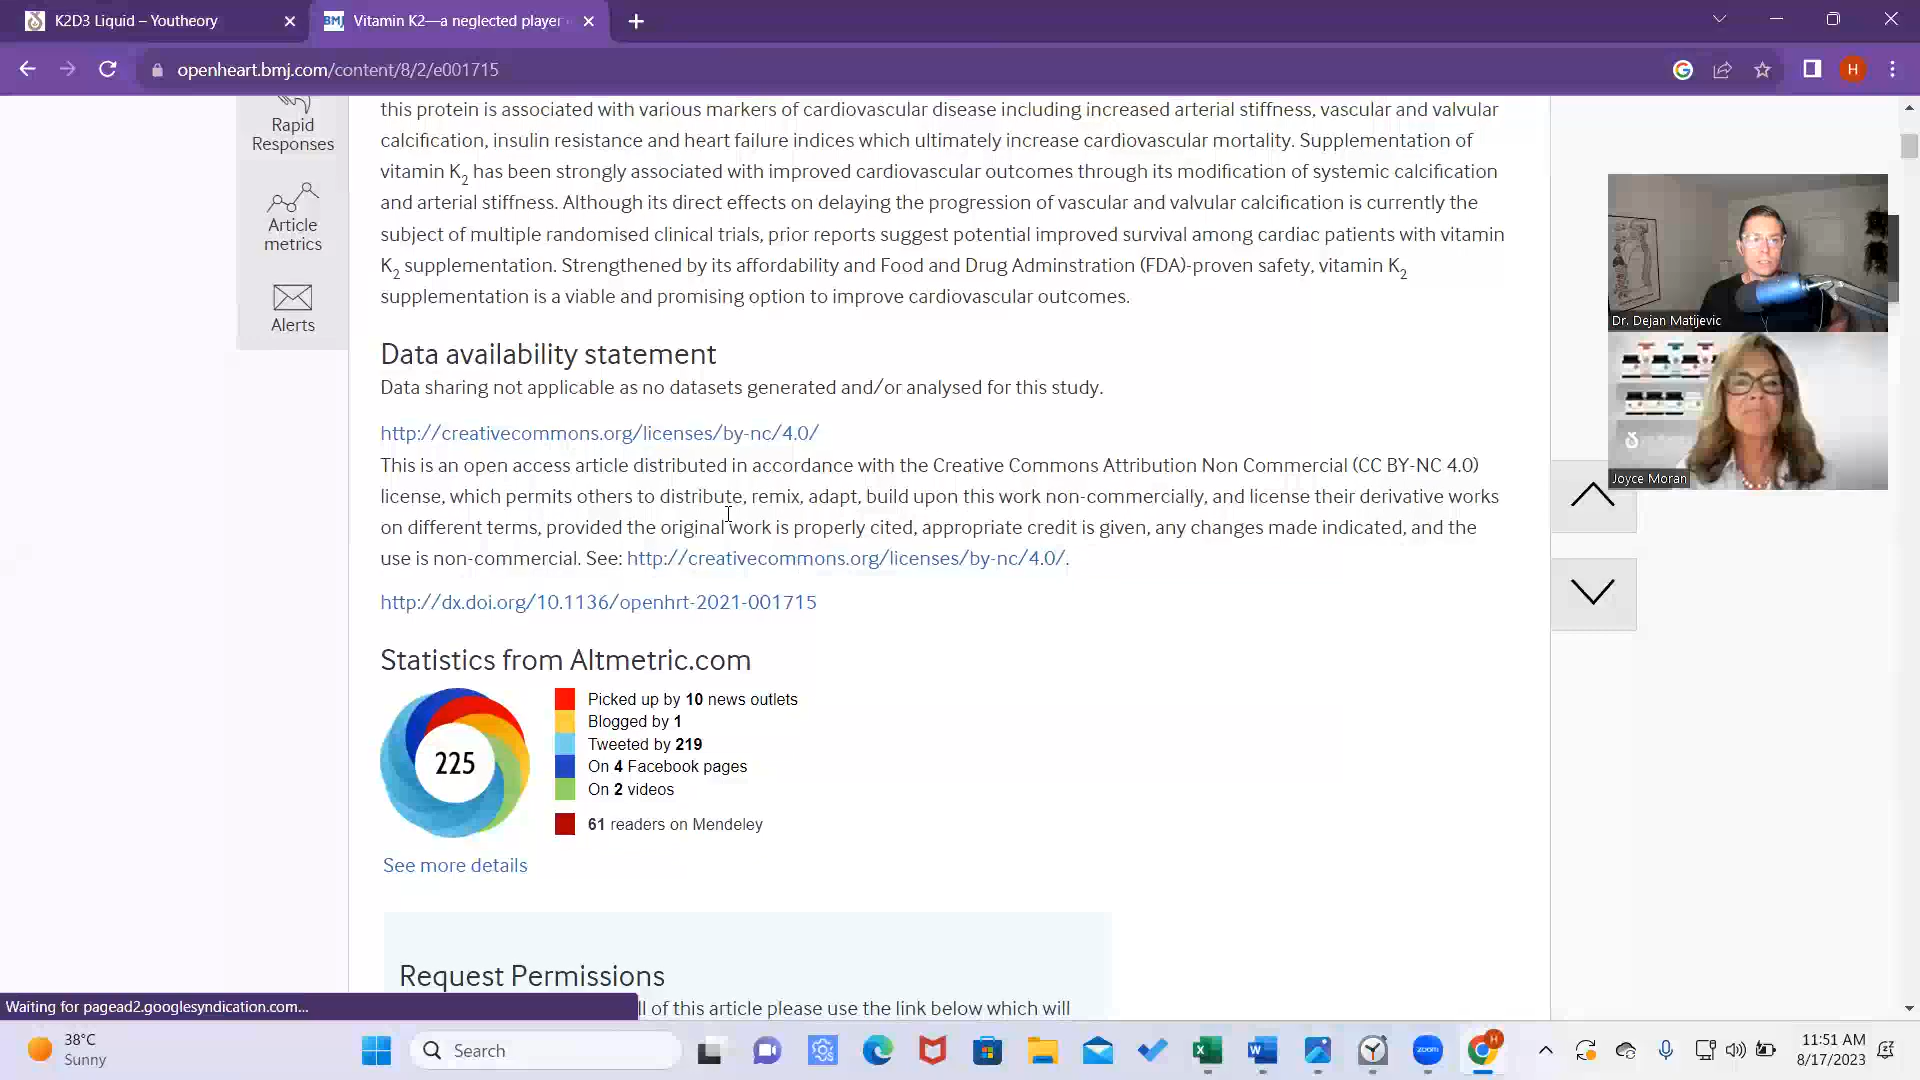 K2D3 Liquid – Youtheory
BMJ Vitamin K2—a neglected player
openheart.bmj.com/content/8/2/e001715
H
Rapid
Responses
Article
metrics
Alerts
this protein is associated with various markers of cardiovascular disease including increased arterial stiffness, vascular and valvular
calcification, insulin resistance and heart failure indices which ultimately increase cardiovascular mortality. Supplementation of
vitamin K2 has been strongly associated with improved cardiovascular outcomes through its modification of systemic calcification
and arterial stiffness. Although its direct effects on delaying the progression of vascular and valvular calcification is currently the
subject of multiple randomised clinical trials, prior reports suggest potential improved survival among cardiac patients with vitamin
K2 supplementation. Strengthened by its affordability and Food and Drug Adminstration (FDA)-proven safety, vitamin K2
supplementation is a viable and promising option to improve cardiovascular outcomes.
Data availability statement
Data sharing not applicable as no datasets generated and/or analysed for this study.
http://creativecommons.org/licenses/by-nc/4.0/
This is an open access article distributed in accordance with the Creative Commons Attribution Non Commercial (CC BY-NC 4.0)
license, which permits others to distribute, remix, adapt, build upon this work non-commercially, and license their derivative works
on different terms, provided the original work is properly cited, appropriate credit is given, any changes made indicated, and the
use is non-commercial. See: http://creativecommons.org/licenses/by-nc/4.0/.
http://dx.doi.org/10.1136/openhrt-2021-001715
Statistics from Altmetric.com
225
Picked up by 10 news outlets
Blogged by 1
Tweeted by 219
On 4 Facebook pages
On 2 videos
61 readers on Mendeley
See more details
Request Permissions
ll of this article please use the link below which will
Dr. Dejan Matijevic
Joyce Moran
Waiting for pagead2.googlesyndication.com...
38°C
Sunny
Search
zoom
H
11:51 AM
8/17/2023